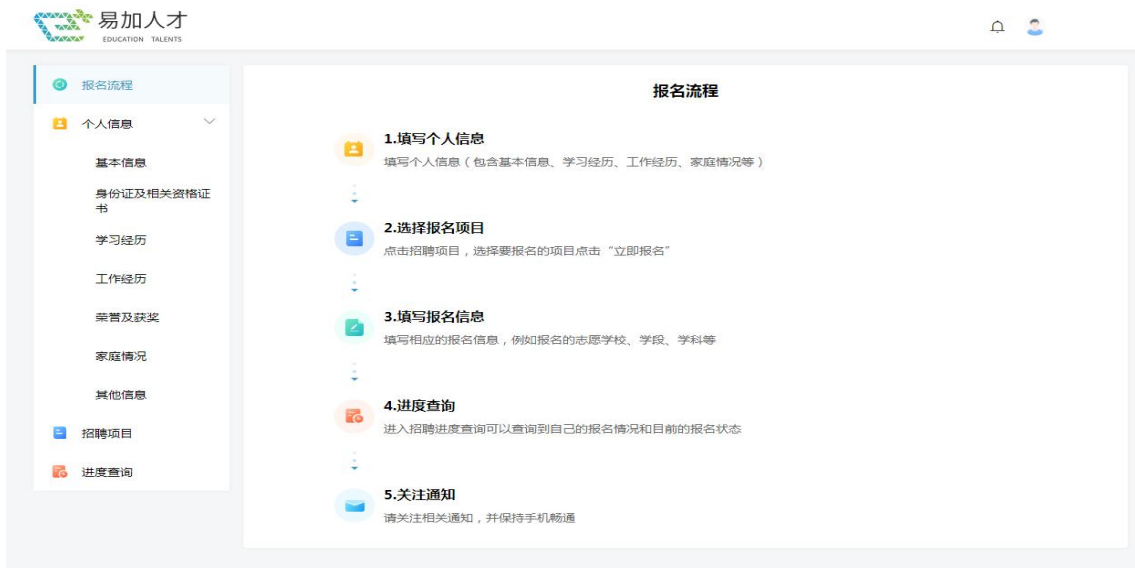 易加人才
EDUCATION TALENTS
报名流程
个人信息
基本信息
身份证及相关资格证
书
学习经历
工作经历
荣誉及获奖
家庭情况
其他信息
招聘项目
进度查询
报名流程
1.填写个人信息
填写个人信息（包含基本信息、学习经历、工作经历、家庭情况等）
2.选择报名项目
点击招聘项目，选择要报名的项目点击“立即报名”
3.填写报名信息
填写相应的报名信息，例如报名的志愿学校、学段、学科等
4.进度查询
进入招聘进度查询可以查询到自己的报名情况和目前的报名状态
5.关注通知
请关注相关通知，并保持手机畅通